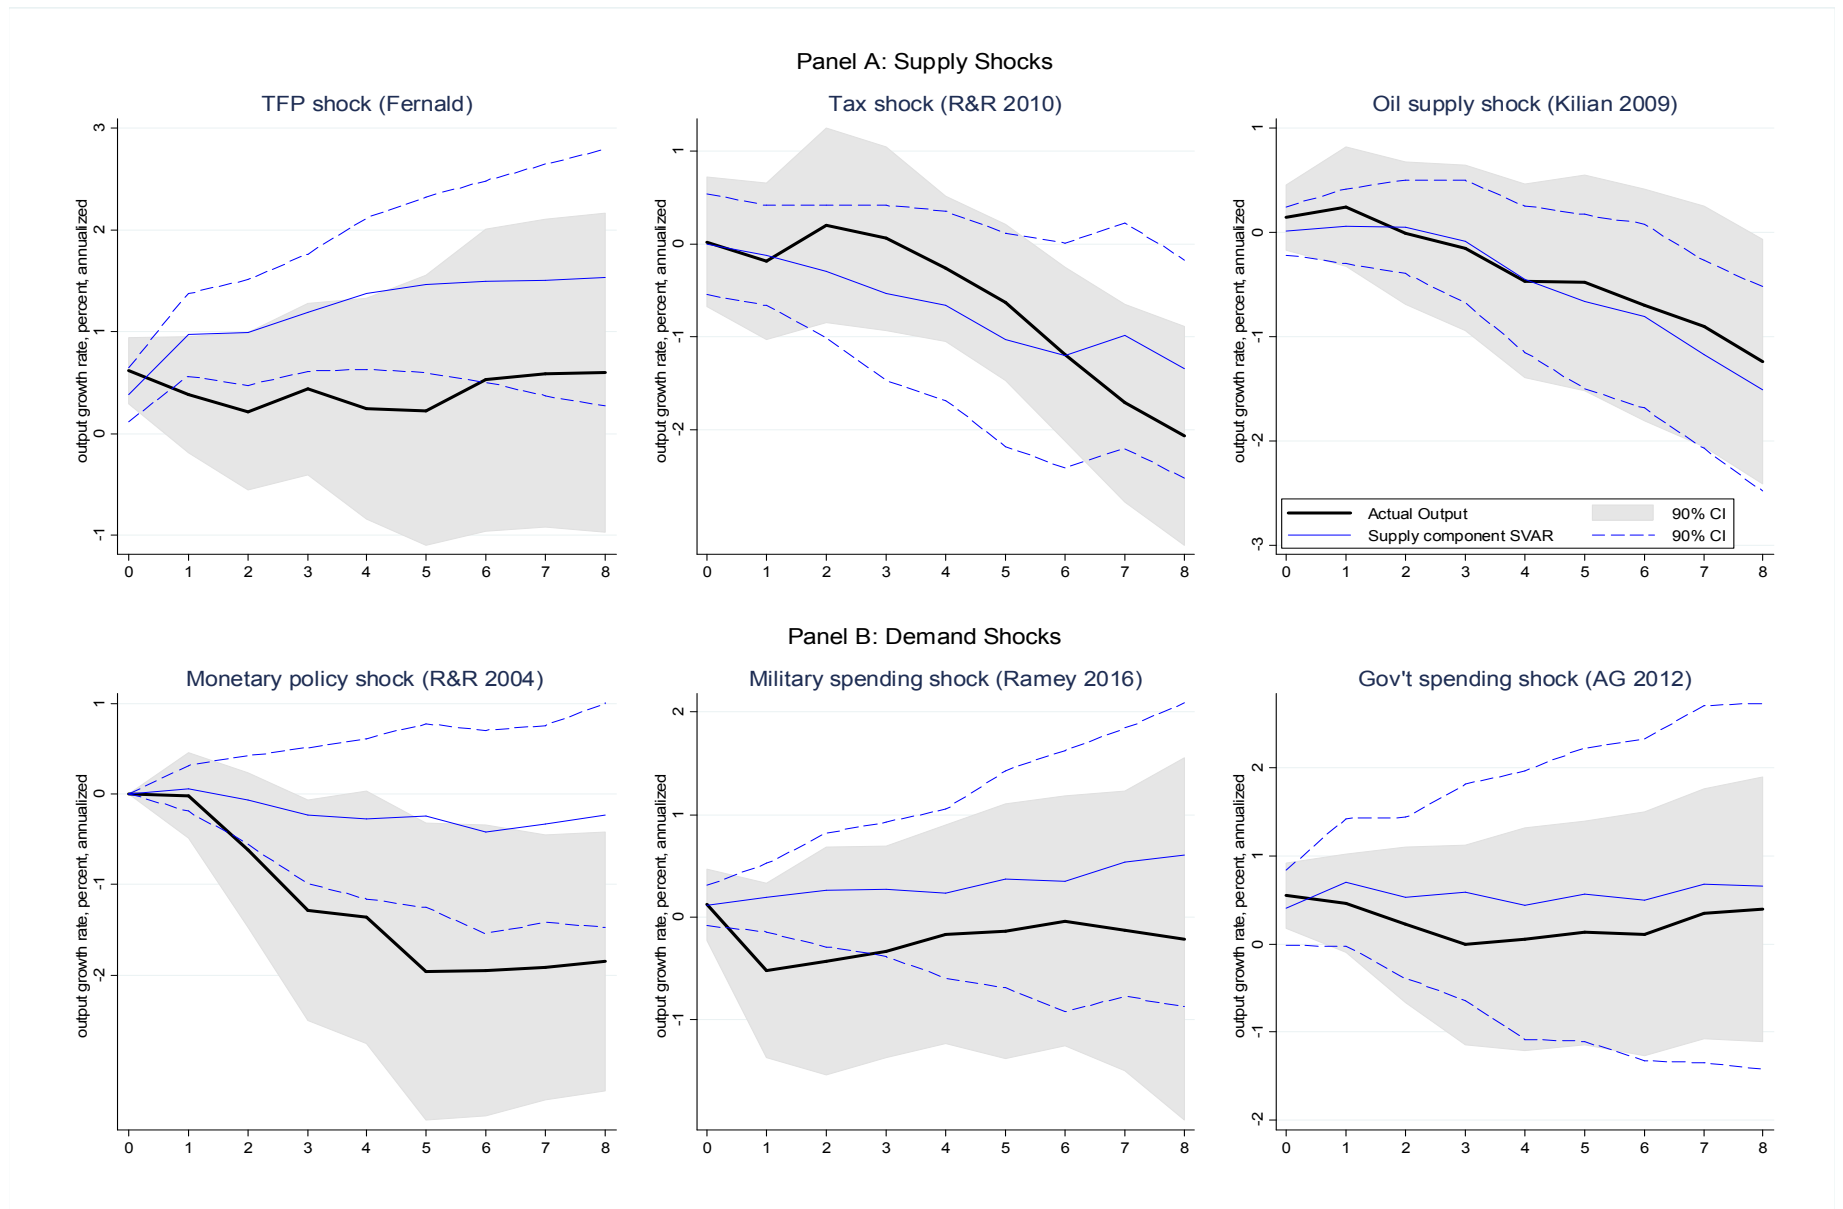 Panel A: Supply Shocks
TFP shock (Fernald)
Tax shock (R&R 2010)
Oil supply shock (Kilian 2009)
output growth rate, percent, annualized
3
2
1
0
-1
0 1 2 3 4 5 6 7 8
output growth rate, percent, annualized
1
0
-1
-2
0 1 2 3 4 5 6 7 8
output growth rate, percent, annualized
1
0
-1
-2
-3
Actual Output 90% CI
Supply component SVAR 90% CI
0 1 2 3 4 5 6 7 8
Panel B: Demand Shocks
Monetary policy shock (R&R 2004)
Military spending shock (Ramey 2016)
Gov't spending shock (AG 2012)
output growth rate, percent, annualized
1
0
-1
-2
0 1 2 3 4 5 6 7 8
output growth rate, percent, annualized
2
1
0
-1
0 1 2 3 4 5 6 7 8
output growth rate, percent, annualized
2
1
0
-1
-2
0 1 2 3 4 5 6 7 8